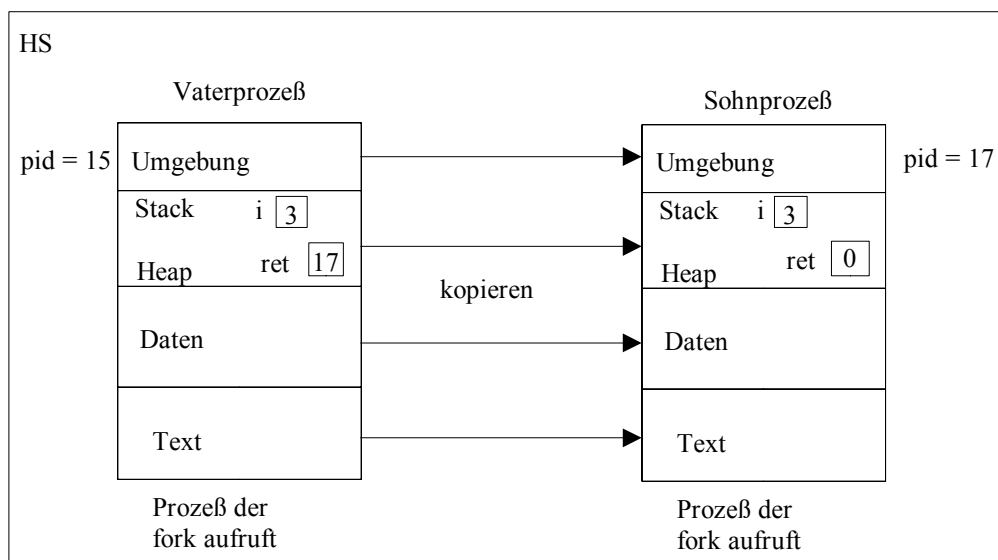 HS
Vaterprozeß
Sohnprozeß
pid = 15
Umgebung
Umgebung
pid = 17
Stack i 3
Stack i 3
Heap ret 17
Heap ret 0
kopieren
Daten
Daten
Text
Text
Prozeß der
fork aufruft
Prozeß der
fork aufruft